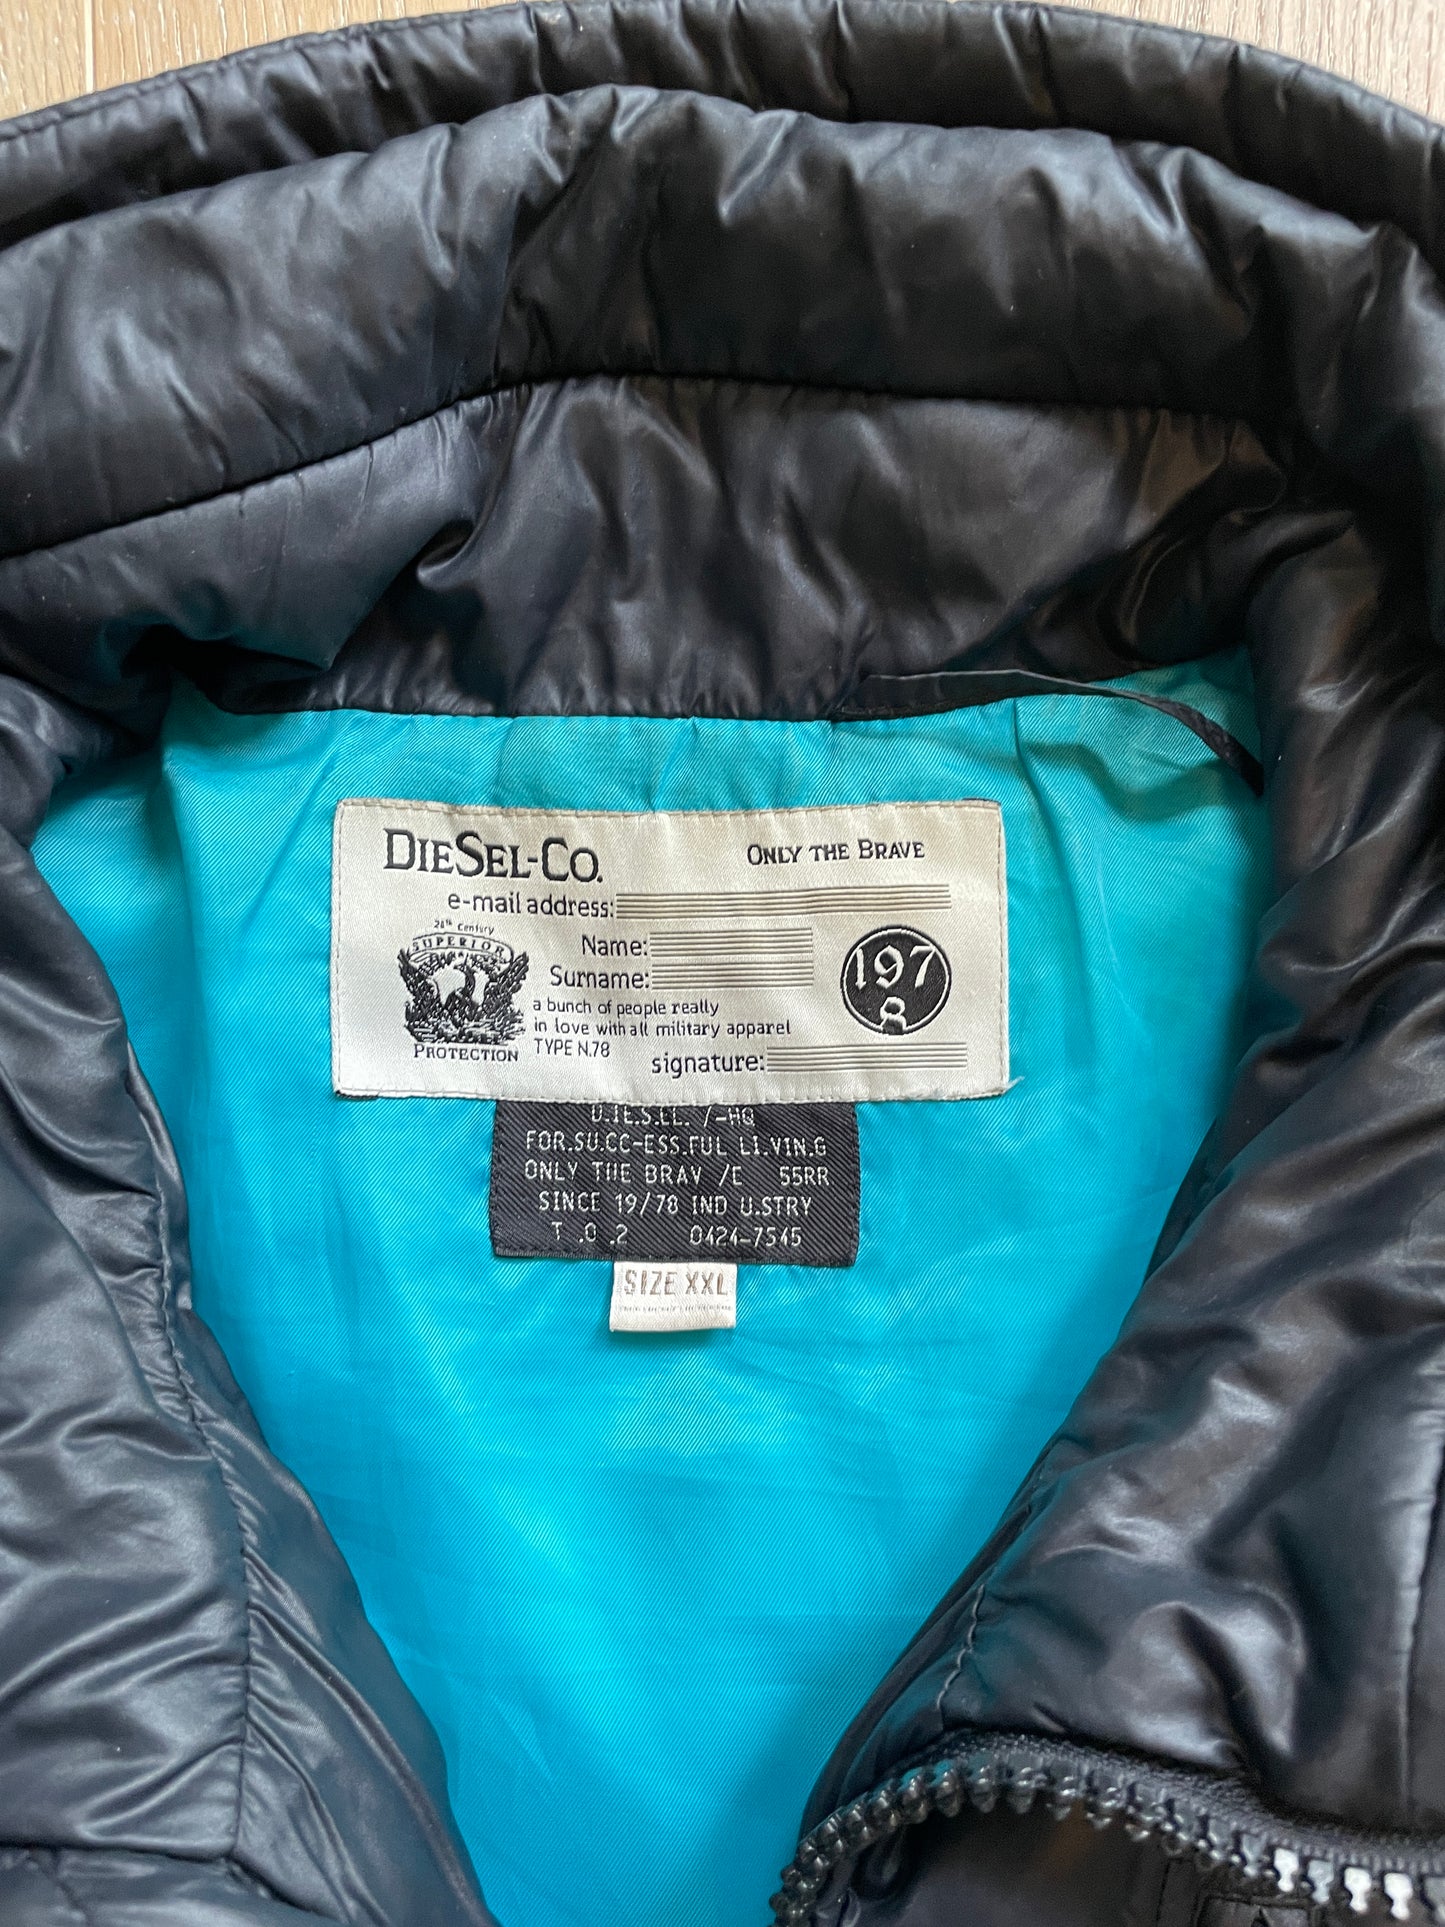 DIESEL-CO. ONLY THE BRAVE
e-mail address:
20th Century
SUPERIOR
Name:
Surname:
197
8
a bunch of people really
in love with all military apparel
PROTECTION TYPE N.78
signature:
D.IE.S.EL. /-HQ
FOR.SU.CC-ESS.FUL LI.VIN.G
ONLY THE BRAV /E 55RR
SINCE 19/78 IND U.STRY
T .O .2 0424-7545
SIZE XXL